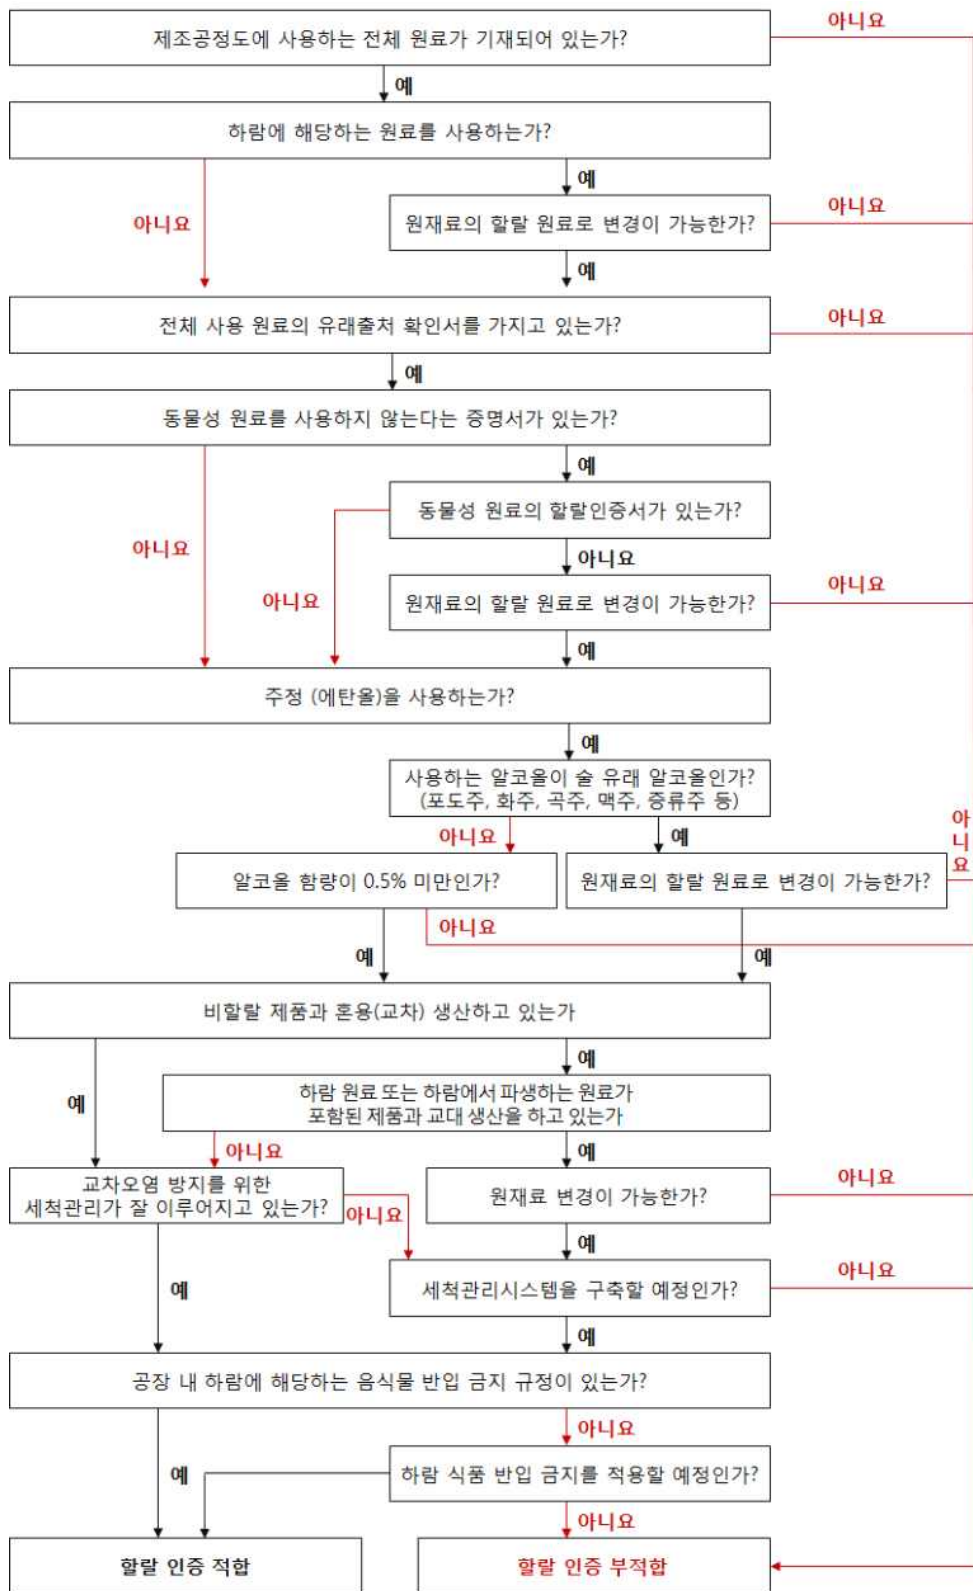 제조공정도에 사용하는 전체 원료가 기재되어 있는가?
아니요
예
하람에 해당하는 원료를 사용하는가?
예
아니요
원재료의 할랄 원료로 변경이 가능한가?
아니요
예
전체 사용 원료의 유래출처 확인서를 가지고 있는가?
아니요
예
동물성 원료를 사용하지 않는다는 증명서가 있는가?
예
아니요
동물성 원료의 할랄인증서가 있는가?
아니요
아니요
원재료의 할랄 원료로 변경이 가능한가?
아니요
예
주정 (에탄올)을 사용하는가?
예
사용하는 알코올이 술 유래 알코올인가?
(포도주, 화주, 곡주, 맥주, 증류주 등)
아니요
예
아니요
알코올 함량이 0.5% 미만인가?
원재료의 할랄 원료로 변경이 가능한가?
아니요
예
예
비할랄 제품과 혼용(교차) 생산하고 있는가
예
예
하람 원료 또는 하람에서 파생하는 원료가
포함된 제품과 교대 생산을 하고 있는가
아니요
예
교차오염 방지를 위한
세척관리가 잘 이루어지고 있는가?
아니요
원재료 변경이 가능한가?
아니요
예
예
세척관리시스템을 구축할 예정인가?
아니요
예
공장 내 하람에 해당하는 음식물 반입 금지 규정이 있는가?
아니요
예
하람 식품 반입 금지를 적용할 예정인가?
아니요
할랄 인증 적합
할랄 인증 부적합